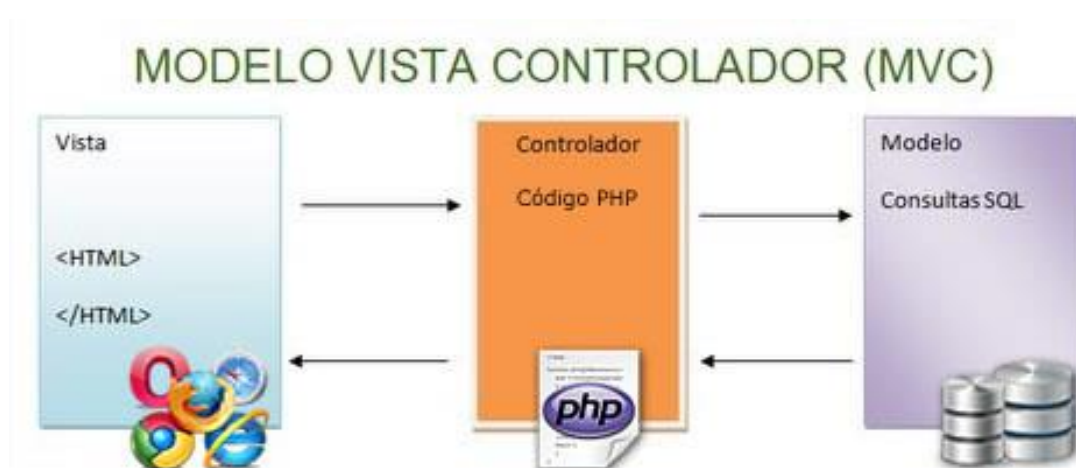 MODELO VISTA CONTROLADOR (MVC)
Vista
<HTML>
</HTML>
Controlador
Código PHP
php
Modelo
Consultas SQL